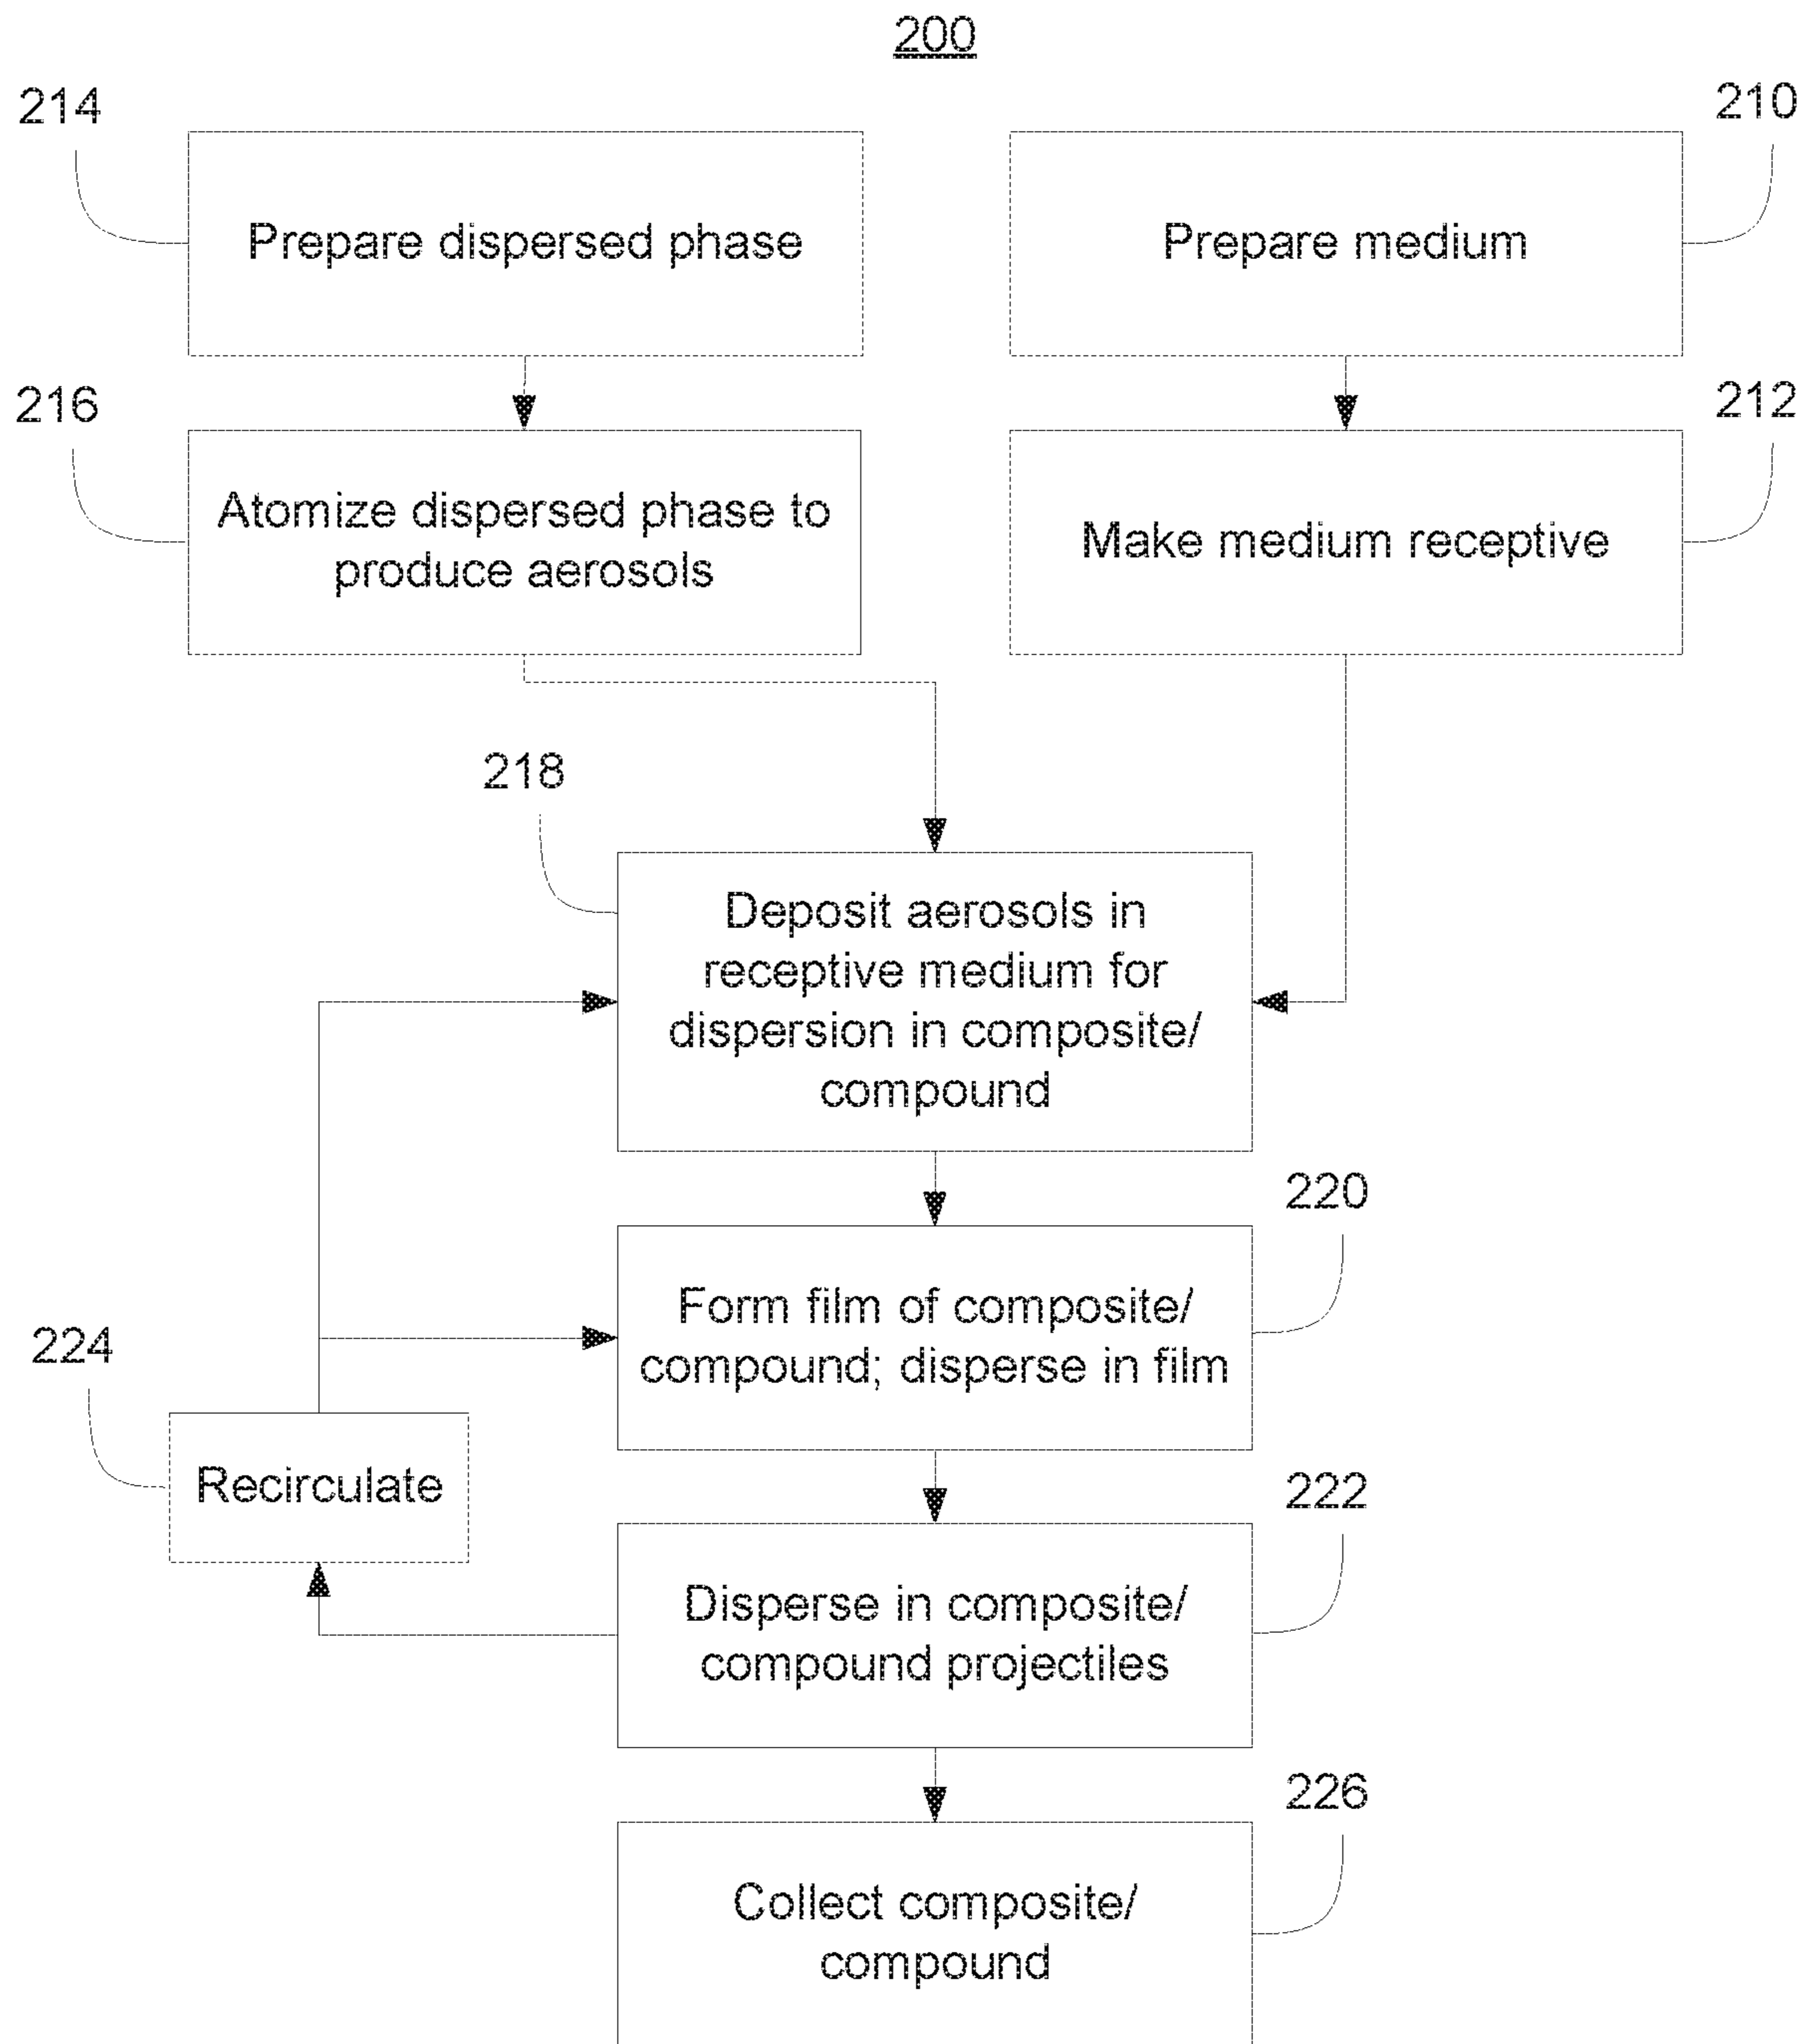 200
214
210
Prepare dispersed phase
Prepare medium
216
212
Atomize dispersed phase to
produce aerosols
Make medium receptive
218
Deposit aerosols in
receptive medium for
dispersion in composite/
compound
220
Form film of composite/
compound; disperse in film
224
Recirculate
222
Disperse in composite/
compound projectiles
226
Collect composite/
compound